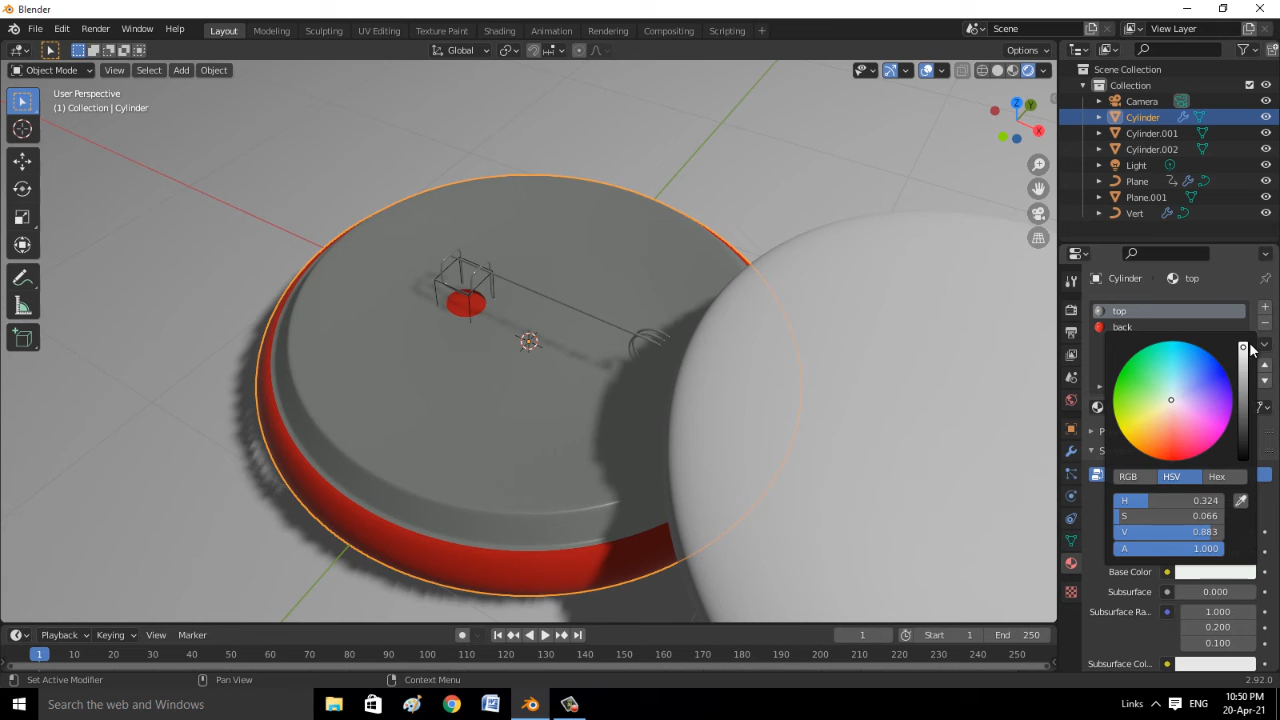 Blender
File Edit Render Window Help
Layout Modeling Sculpting UV Editing Texture Paint Shading Animation Rendering Compositing Scripting +
Scene
View Layer
Global
Options
Object Mode View Select Add Object
User Perspective
(1) Collection | Cylinder
Z
Y
X
Scene Collection
Collection
Camera
Cylinder
Cylinder.001
Cylinder.002
Light
Plane
Plane.001
Vert
Cylinder top
top
back
RGB HSV Hex
H 0.324
S 0.066
V 0.883
A 1.000
Base Color
Subsurface 0.000
Subsurface Ra... 1.000
0.200
0.100
Subsurface Col...
Playback Keying View Marker
1 Start 1 End 250
1 10 20 30 40 50 60 70 80 90 100 110 120 130 140 150 160 170 180 190 200 210 220 230 240 250
Set Active Modifier Pan View Context Menu 2.92.0
Search the web and Windows
Links ENG
10:50 PM
20-Apr-21